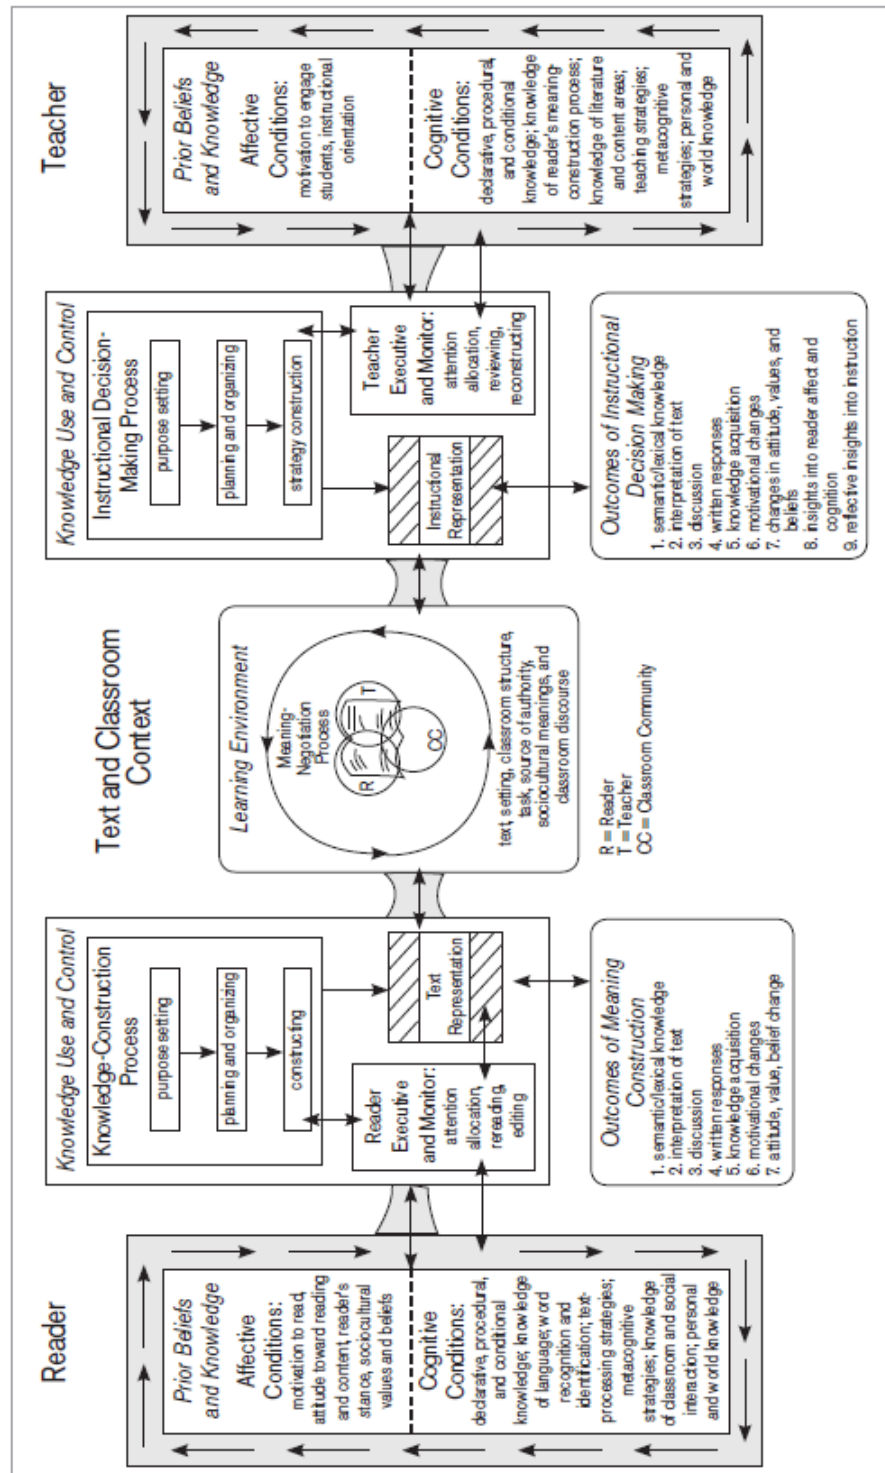 Reader
Prior Beliefs
and Knowledge
Affective
Conditions:
motivation to read,
attitude toward reading
and content, reader's
stance, sociocultural
values and beliefs
Cognitive
Conditions:
declarative, procedural,
and conditional
knowledge; knowledge
of language; word
recognition and
identification; text-
processing strategies;
metacognitive
strategies; knowledge
of classroom and social
interaction; personal
and world knowledge
Knowledge Use and Control
Knowledge-Construction
Process
purpose setting
planning and organizing
constructing
Reader
Executive
and Monitor:
attention
allocation,
rereading,
editing
Text
Representation
Outcomes of Meaning
Construction
1. semantic/lexical knowledge
2. interpretation of text
3. discussion
4. written responses
5. knowledge acquisition
6. motivational changes
7. attitude, value, belief change
Text and Classroom
Context
Learning Environment
Meaning-
Negotiation
Process
R
T
CC
text, setting, classroom structure,
task, source of authority,
sociocultural meanings, and
classroom discourse
R = Reader
T = Teacher
CC = Classroom Community
Knowledge Use and Control
Instructional Decision-
Making Process
purpose setting
planning and organizing
strategy construction
Instructional
Representation
Teacher
Executive
and Monitor:
attention
allocation,
reviewing,
reconstructing
Outcomes of Instructional
Decision Making
1. semantic/lexical knowledge
2. interpretation of text
3. discussion
4. written responses
5. knowledge acquisition
6. motivational changes
7. changes in attitude, values, and
beliefs
8. insights into reader affect and
cognition
9. reflective insights into instruction
Teacher
Prior Beliefs
and Knowledge
Affective
Conditions:
motivation to engage
students, instructional
orientation
Cognitive
Conditions:
declarative, procedural,
and conditional
knowledge; knowledge
of reader's meaning-
construction process;
knowledge of literature
and content areas;
teaching strategies;
metacognitive
strategies; personal and
world knowledge